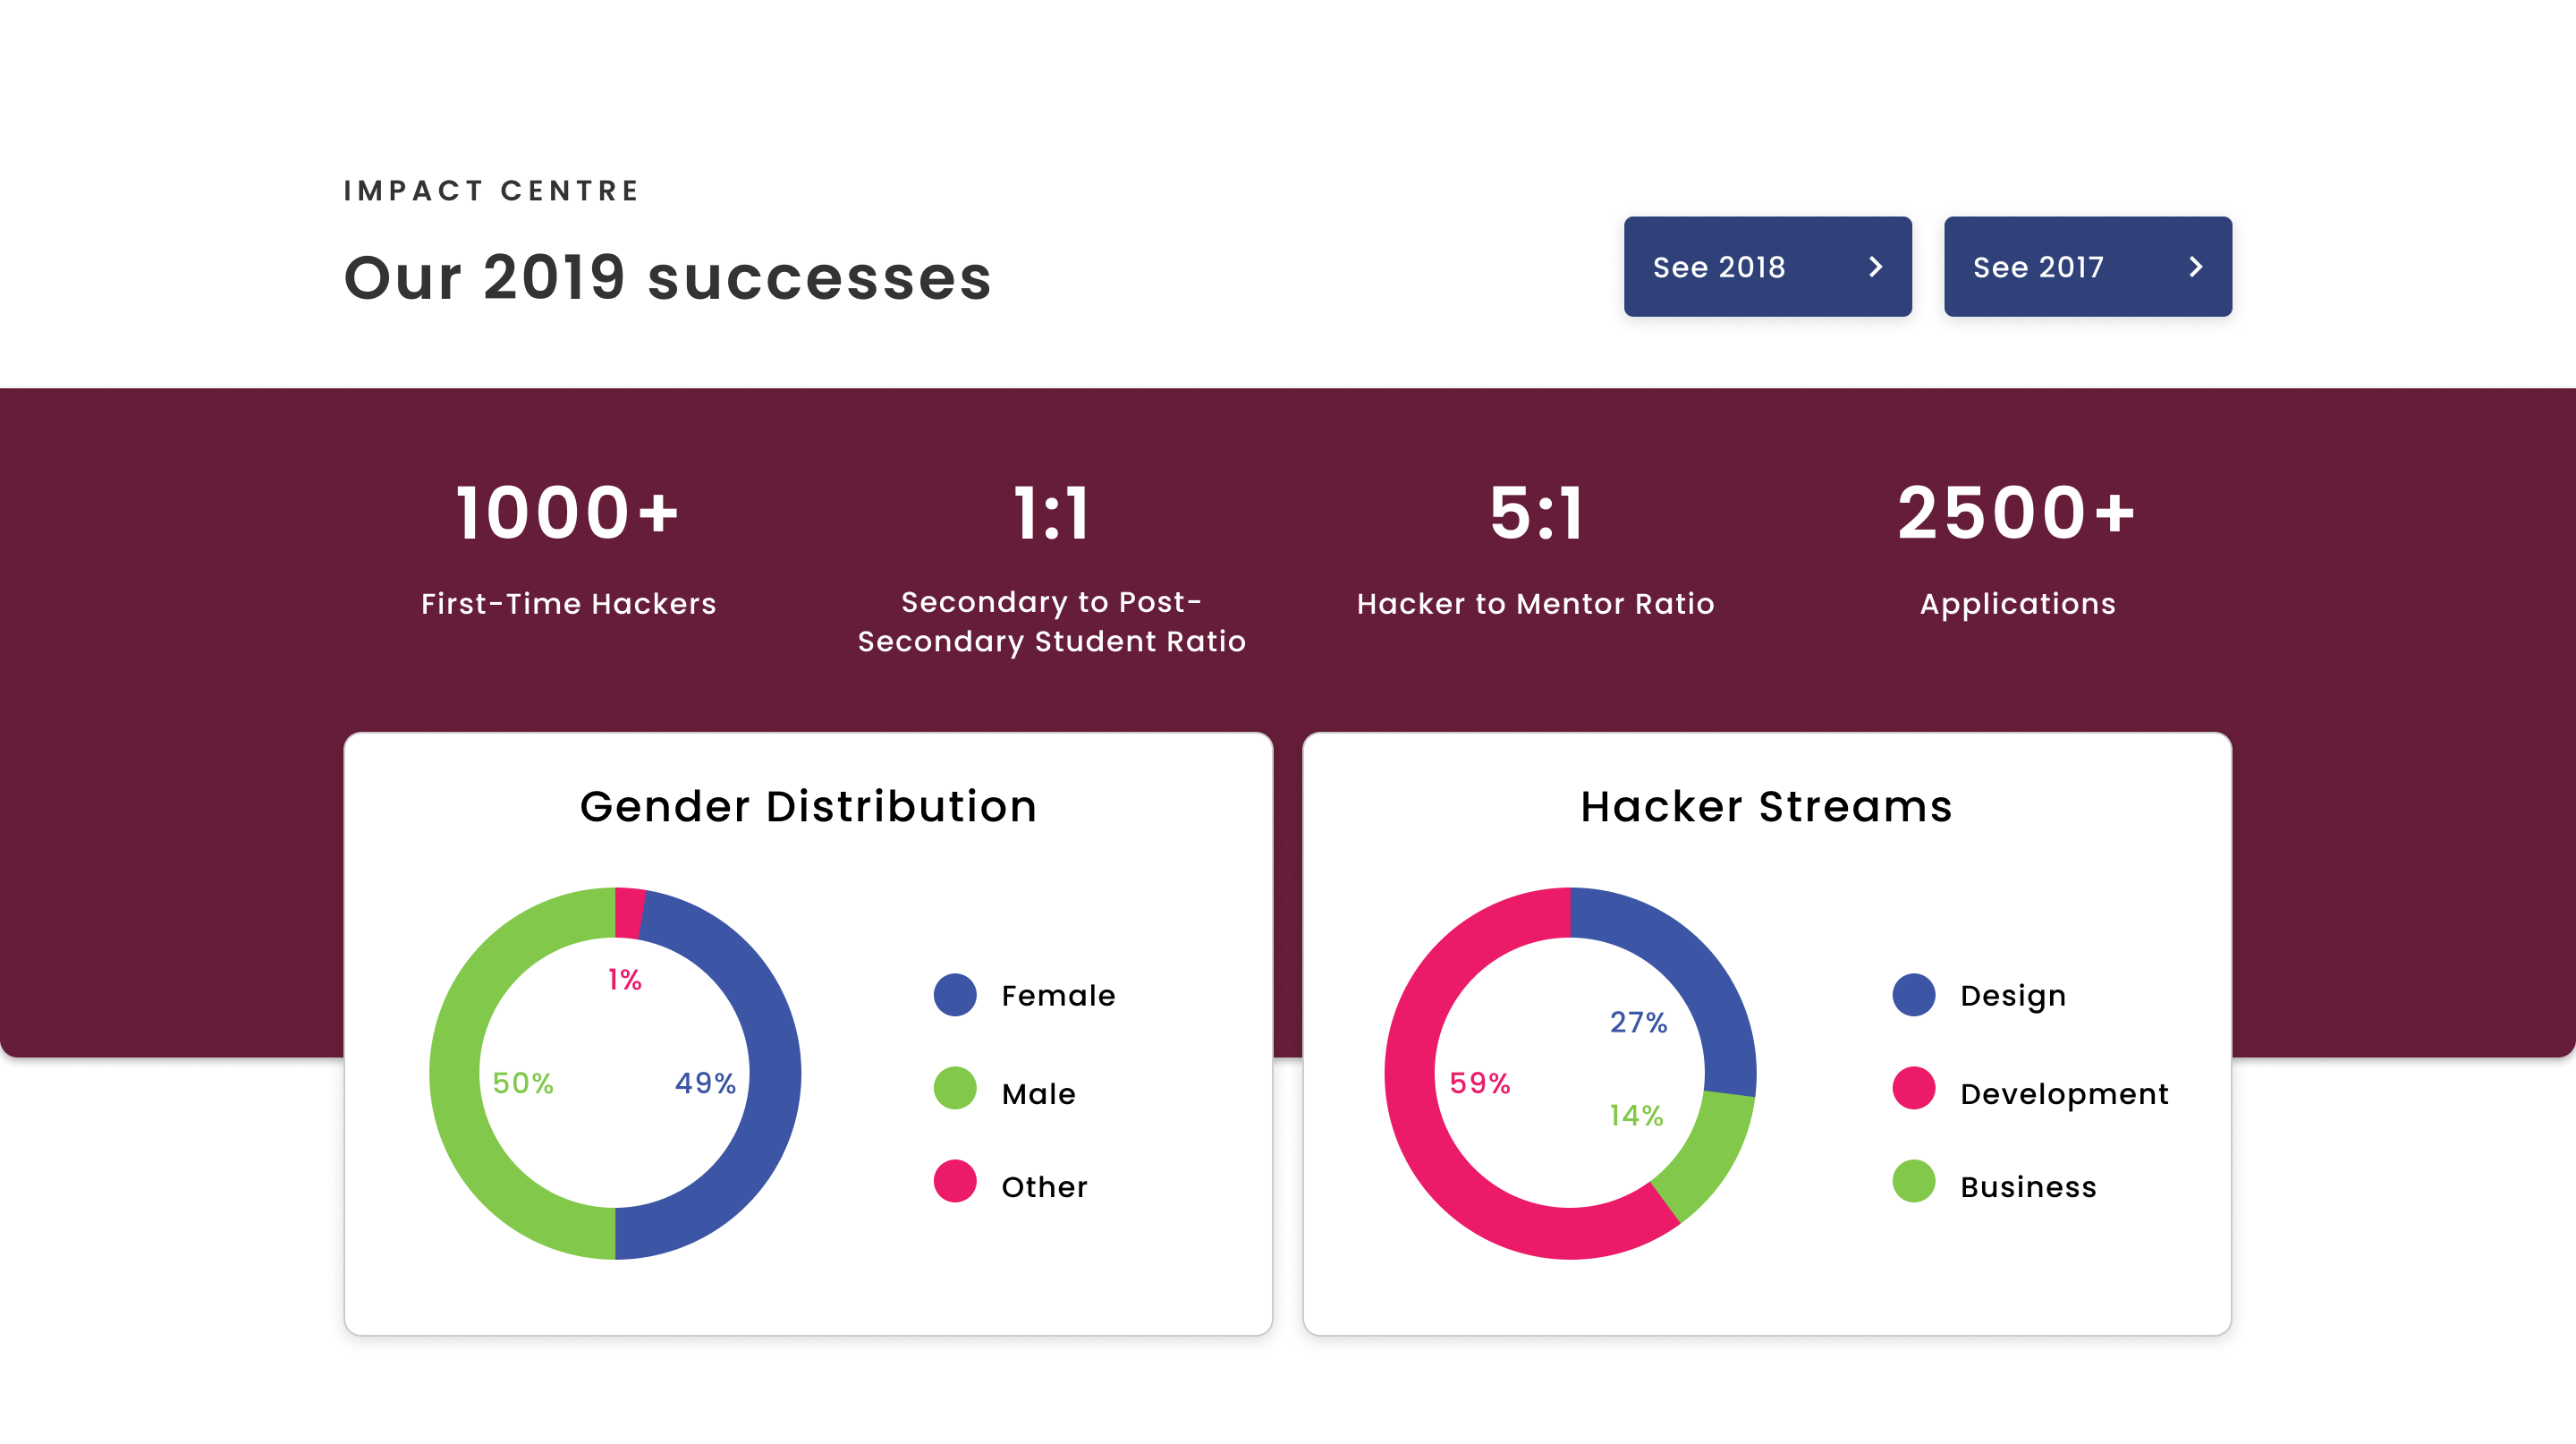 IMPACT CENTRE
Our 2019 successes
See 2018
See 2017
1000+
First-Time Hackers
1:1
Secondary to Post-
Secondary Student Ratio
5:1
Hacker to Mentor Ratio
2500+
Applications
Gender Distribution
1%
50%
49%
Female
Male
Other
Hacker Streams
27%
59%
14%
Design
Development
Business